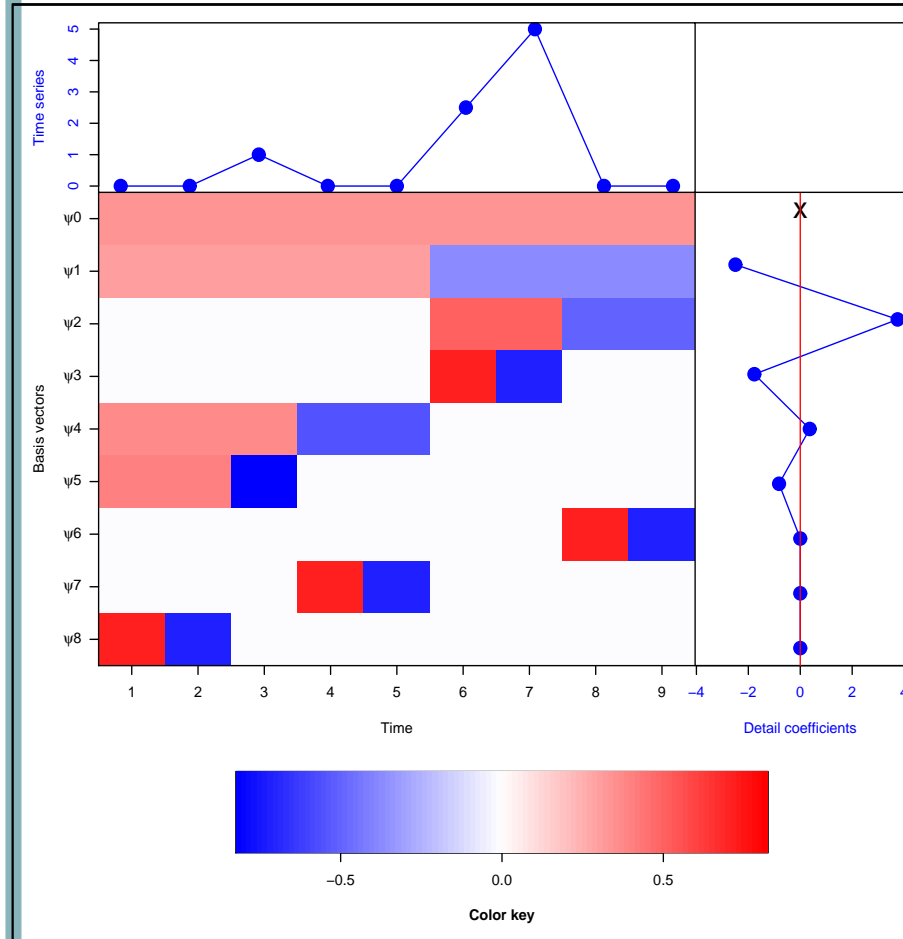 Time series
5
4
3
2
1
0
ψ0
ψ1
ψ2
ψ3
ψ4
ψ5
ψ6
ψ7
ψ8
Basis vectors
X
1 2 3 4 5 6 7 8 9
Time
−4 −2 0 2 4
Detail coefficients
−0.5 0.0 0.5
Color key